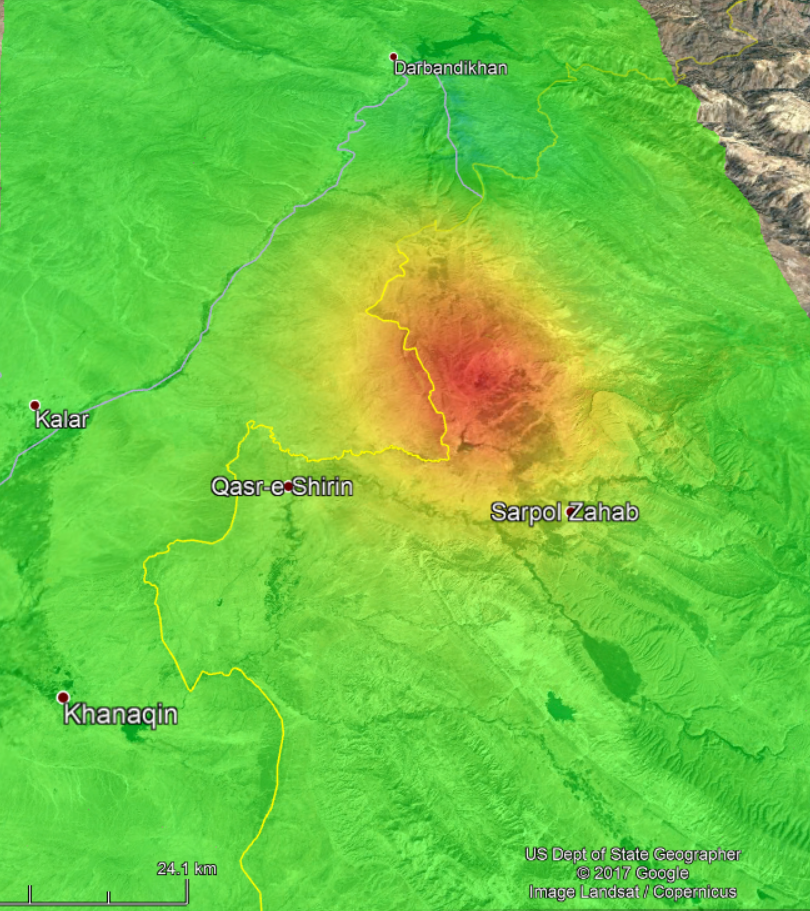 Darbandikhan
Kalar
Qasr-e-Shirin
Sarpol Zahab
Khanaqin
24.1 km
US Dept of State Geographer
© 2017 Google
Image Landsat / Copernicus